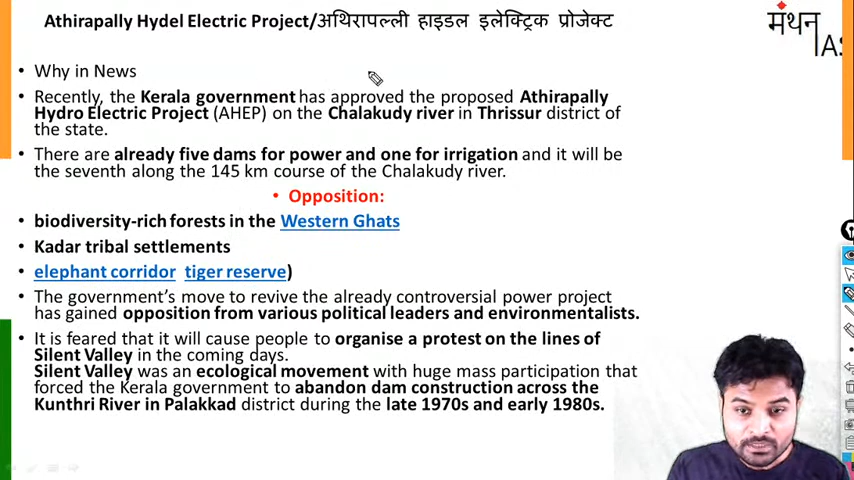 Athirapally Hydel Electric Project/अथिरापल्ली हाइडल इलेक्ट्रिक प्रोजेक्ट
मंथन
IAS
• Why in News
• Recently, the Kerala government has approved the proposed Athirapally
Hydro Electric Project (AHEP) on the Chalakudy river in Thrissur district of
the state.
• There are already five dams for power and one for irrigation and it will be
the seventh along the 145 km course of the Chalakudy river.
• Opposition:
• biodiversity-rich forests in the Western Ghats
• Kadar tribal settlements
• elephant corridor tiger reserve)
• The government's move to revive the already controversial power project
has gained opposition from various political leaders and environmentalists.
• It is feared that it will cause people to organise a protest on the lines of
Silent Valley in the coming days.
Silent Valley was an ecological movement with huge mass participation that
forced the Kerala government to abandon dam construction across the
Kunthri River in Palakkad district during the late 1970s and early 1980s.